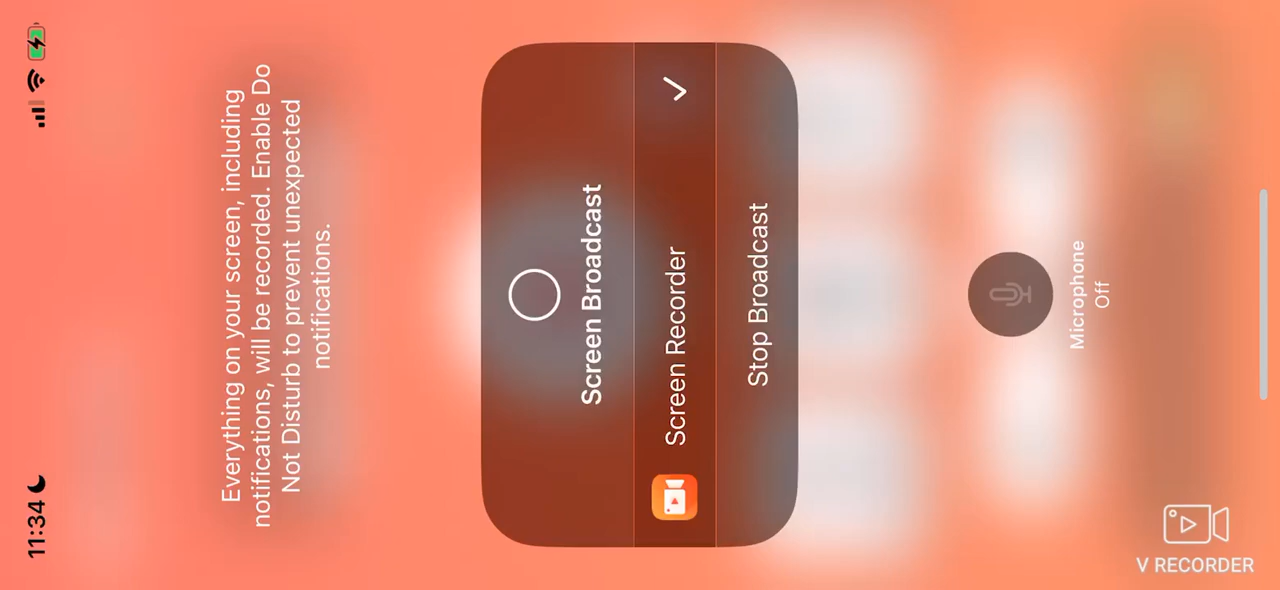 11:34
Everything on your screen, including
notifications, will be recorded. Enable Do
Not Disturb to prevent unexpected
notifications.
Screen Broadcast
Screen Recorder
Stop Broadcast
Microphone
Off
V RECORDER